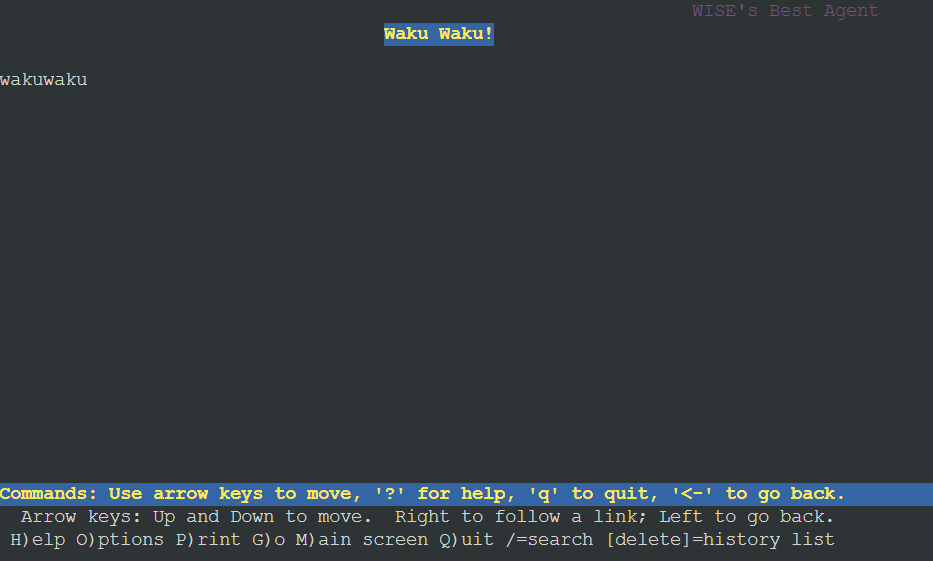 WISE's Best Agent
Waku Waku!
wakuwaku
Commands: Use arrow keys to move, '?' for help, 'q' to quit, '<-' to go back.
Arrow keys: Up and Down to move.  Right to follow a link; Left to go back.
H)elp O)ptions P)rint G)o M)ain screen Q)uit /=search [delete]=history list